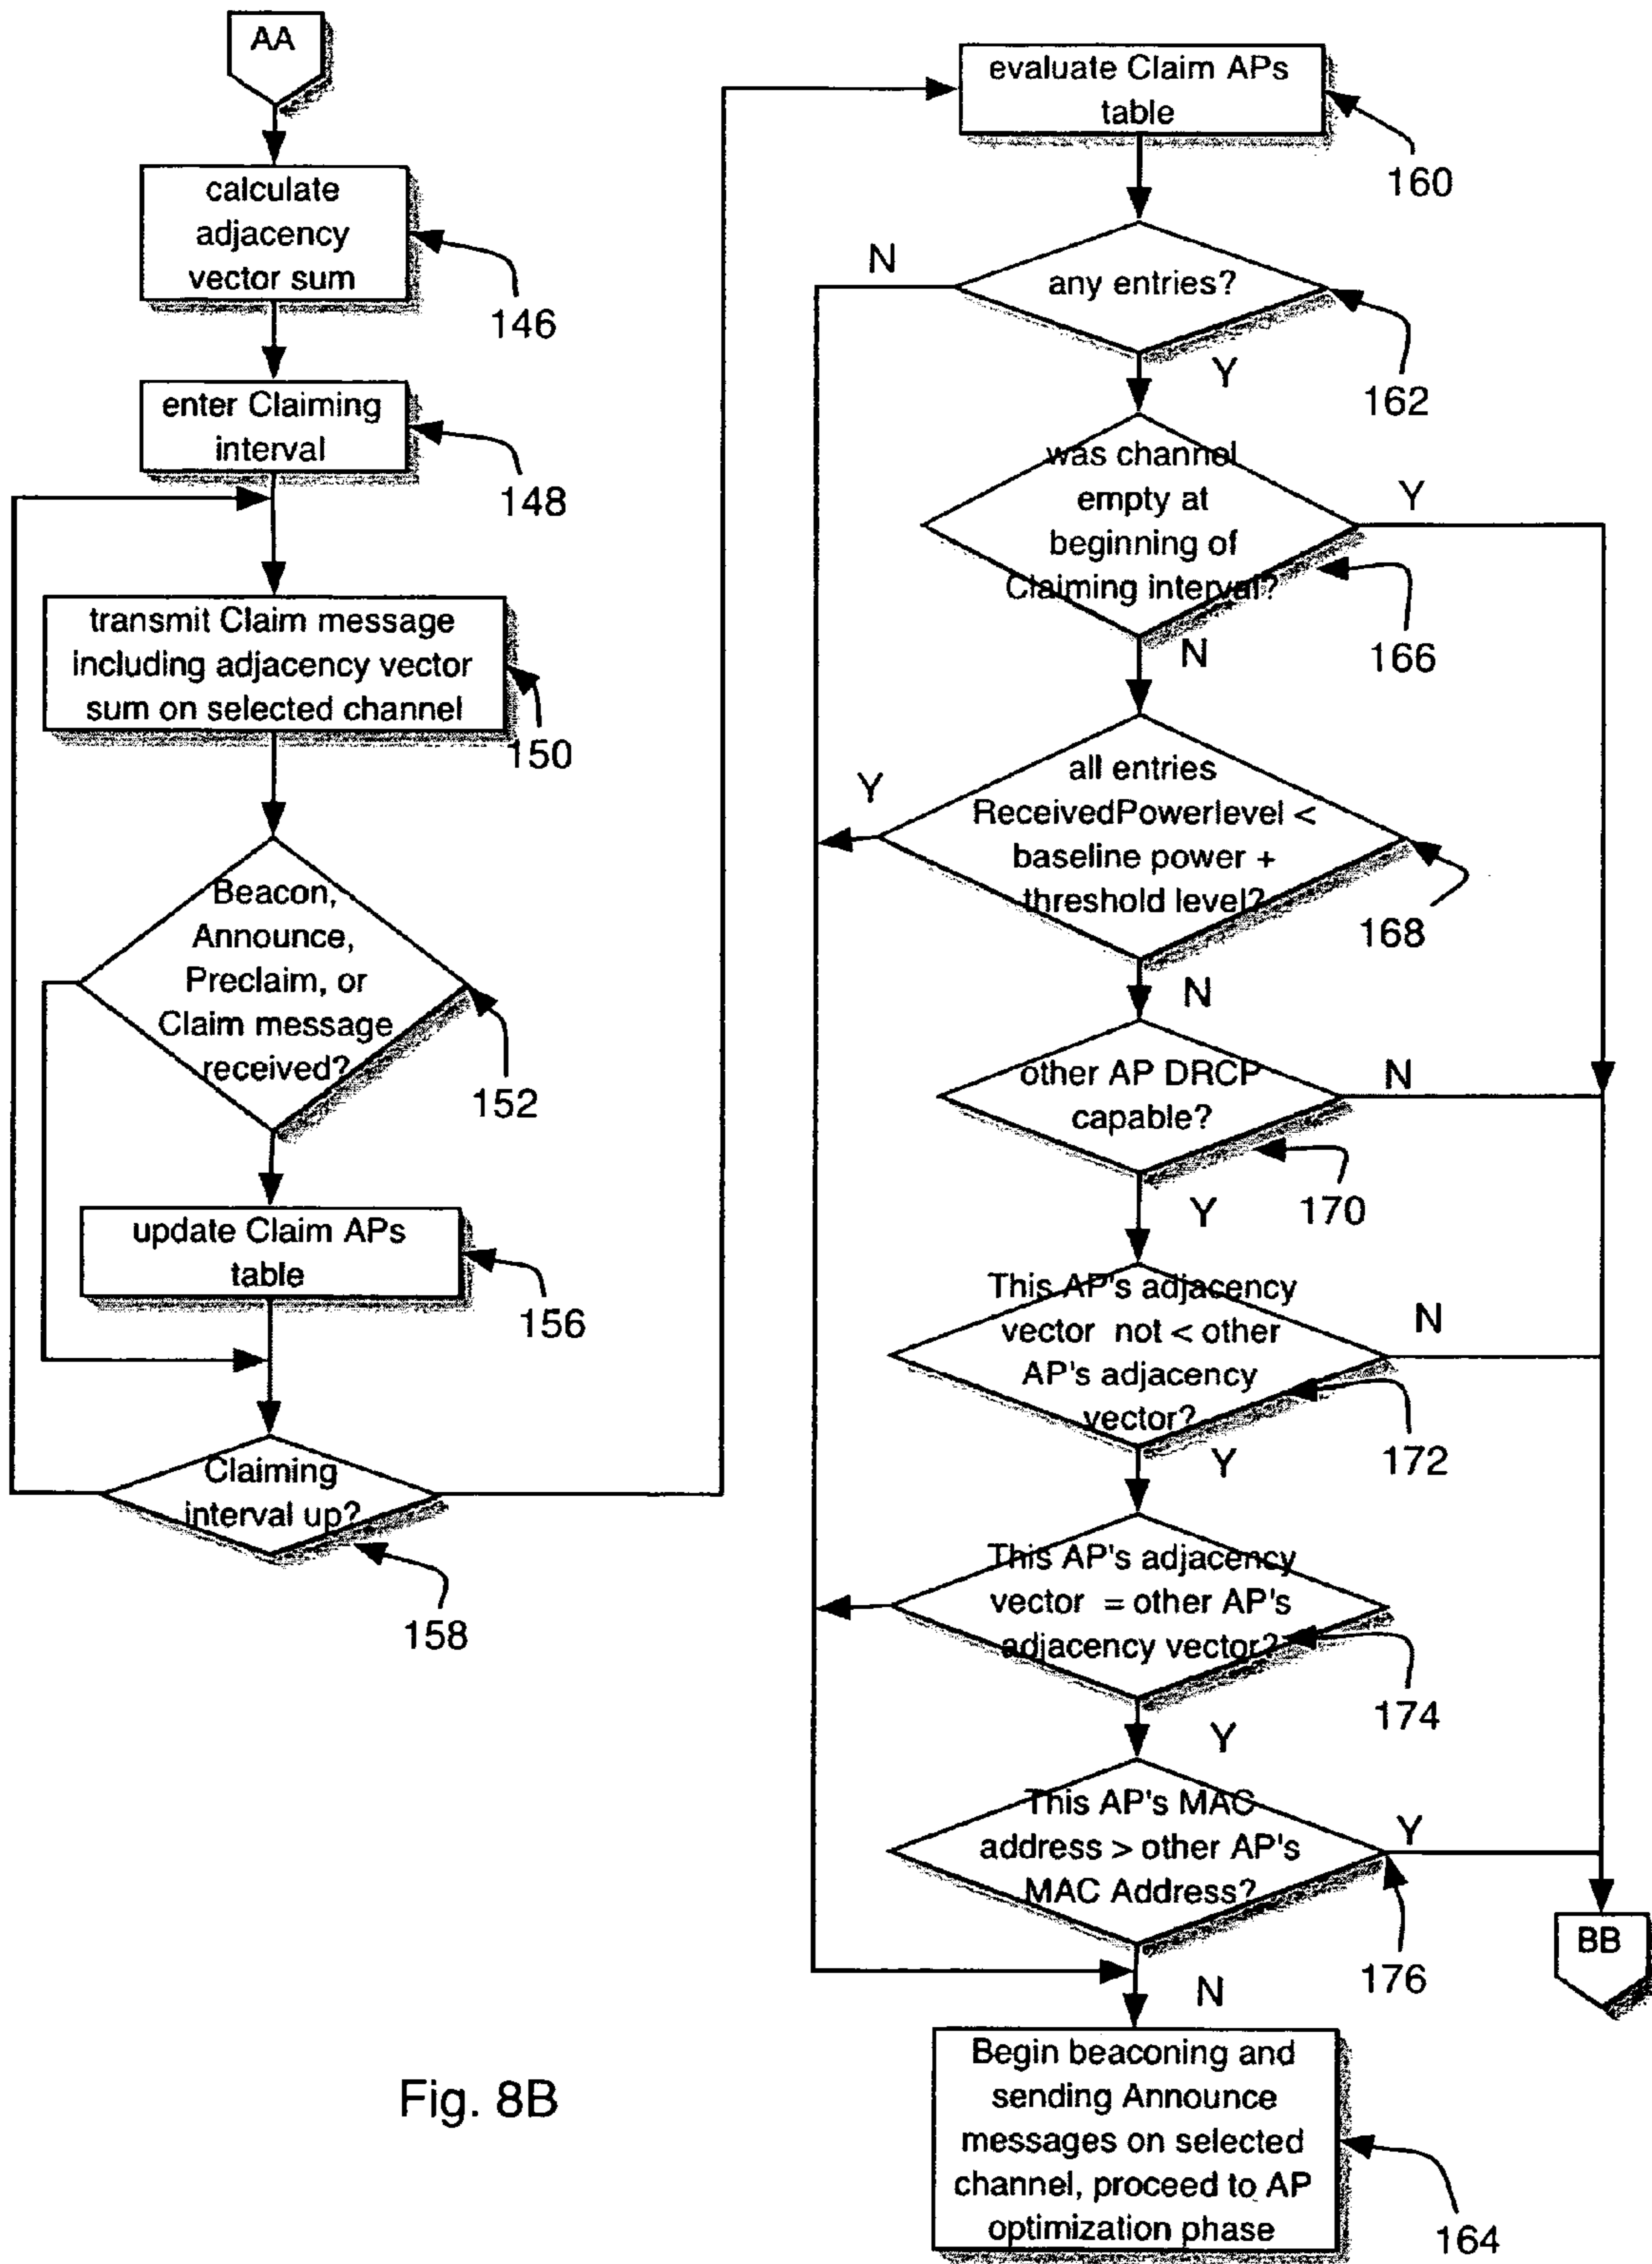 AA
calculate
adjacency
vector sum
146
enter Claiming
interval
148
transmit Claim message
including adjacency vector
sum on selected channel
150
Beacon,
Announce,
Preclaim, or
Claim message
received?
152
update Claim APs
table
156
Claiming
interval up?
158
evaluate Claim APs
table
160
N
any entries?
162
Y
was channel
empty at
beginning of
Claiming interval?
Y
166
N
all entries
ReceivedPowerlevel <
baseline power +
threshold level?
Y
168
N
other AP DRCP
capable?
N
170
Y
This AP's adjacency
vector not < other
AP's adjacency
vector?
N
172
Y
This AP's adjacency
vector = other AP's
adjacency vector?
174
Y
This AP's MAC
address > other AP's
MAC Address?
Y
176
BB
N
Begin beaconing and
sending Announce
messages on selected
channel, proceed to AP
optimization phase
164
Fig. 8B